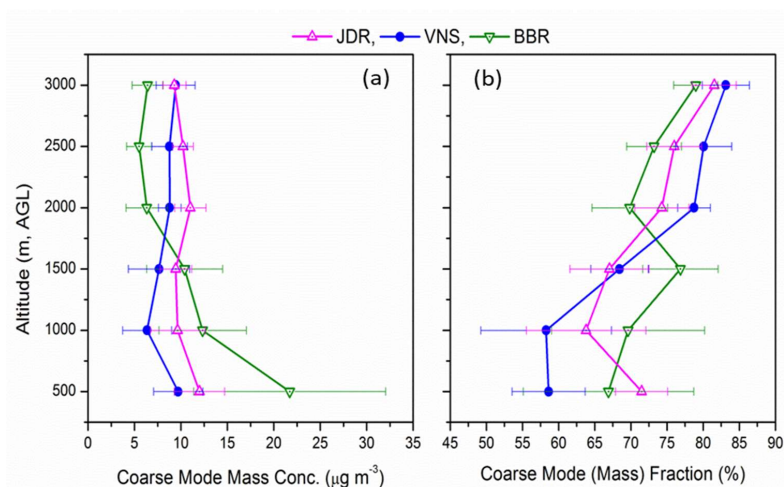 JDR, VNS, BBR
(a)
(b)
Altitude (m, AGL)
3000
2500
2000
1500
1000
500
0 5 10 15 20 25 30 35
45 50 55 60 65 70 75 80 85 90
Coarse Mode Mass Conc. (μg m⁻³)
Coarse Mode (Mass) Fraction (%)